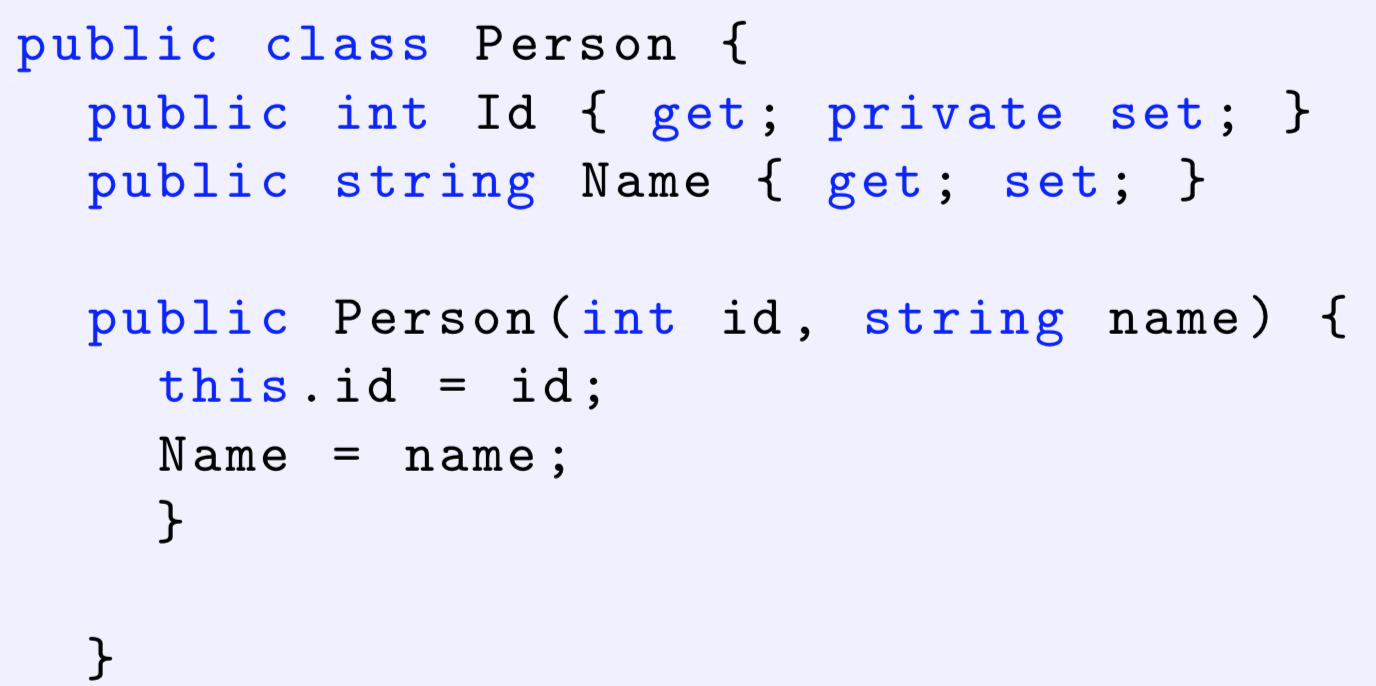 public class Person {
  public int Id { get; private set; }
  public string Name { get; set; }

  public Person(int id, string name) {
    this.id = id;
    Name = name;
    }

  }